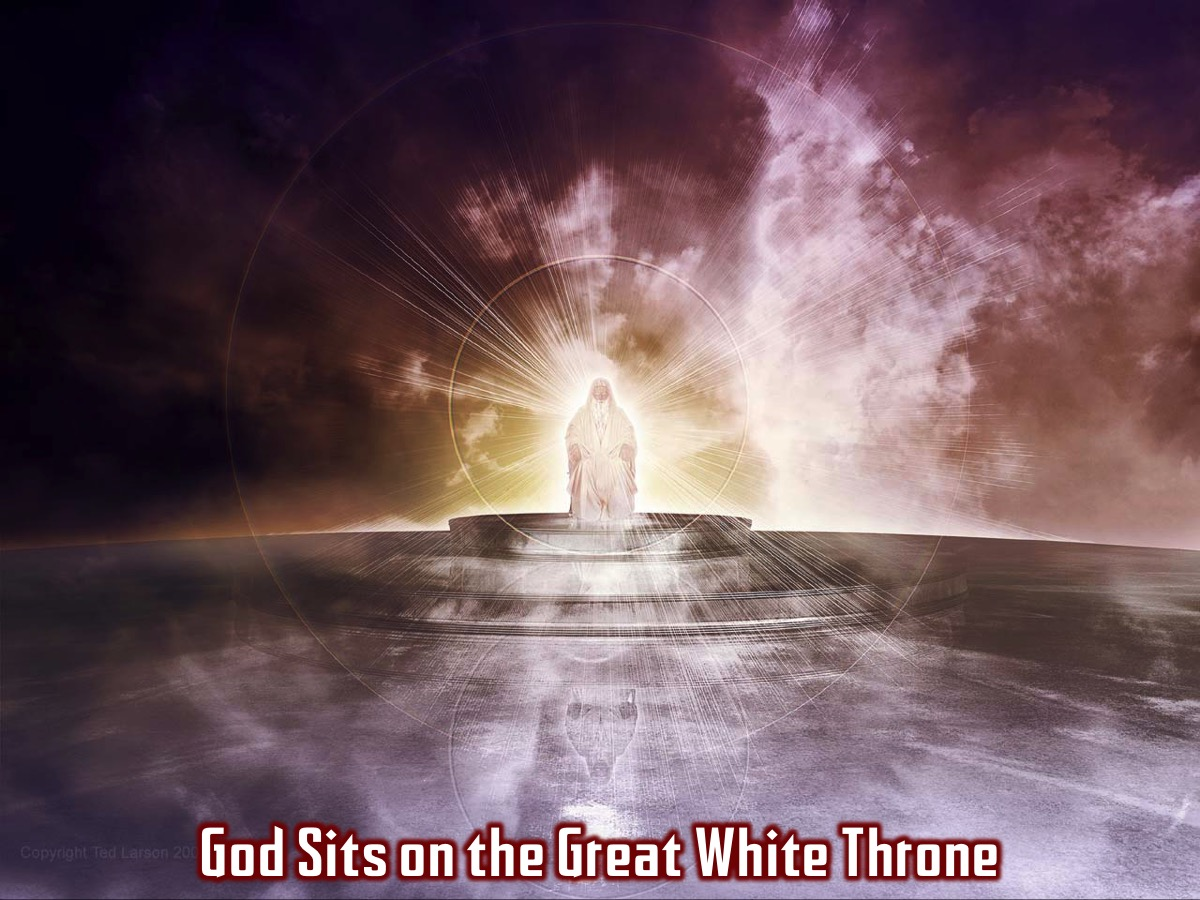 Copyright Ted Larson
God Sits on the Great White Throne